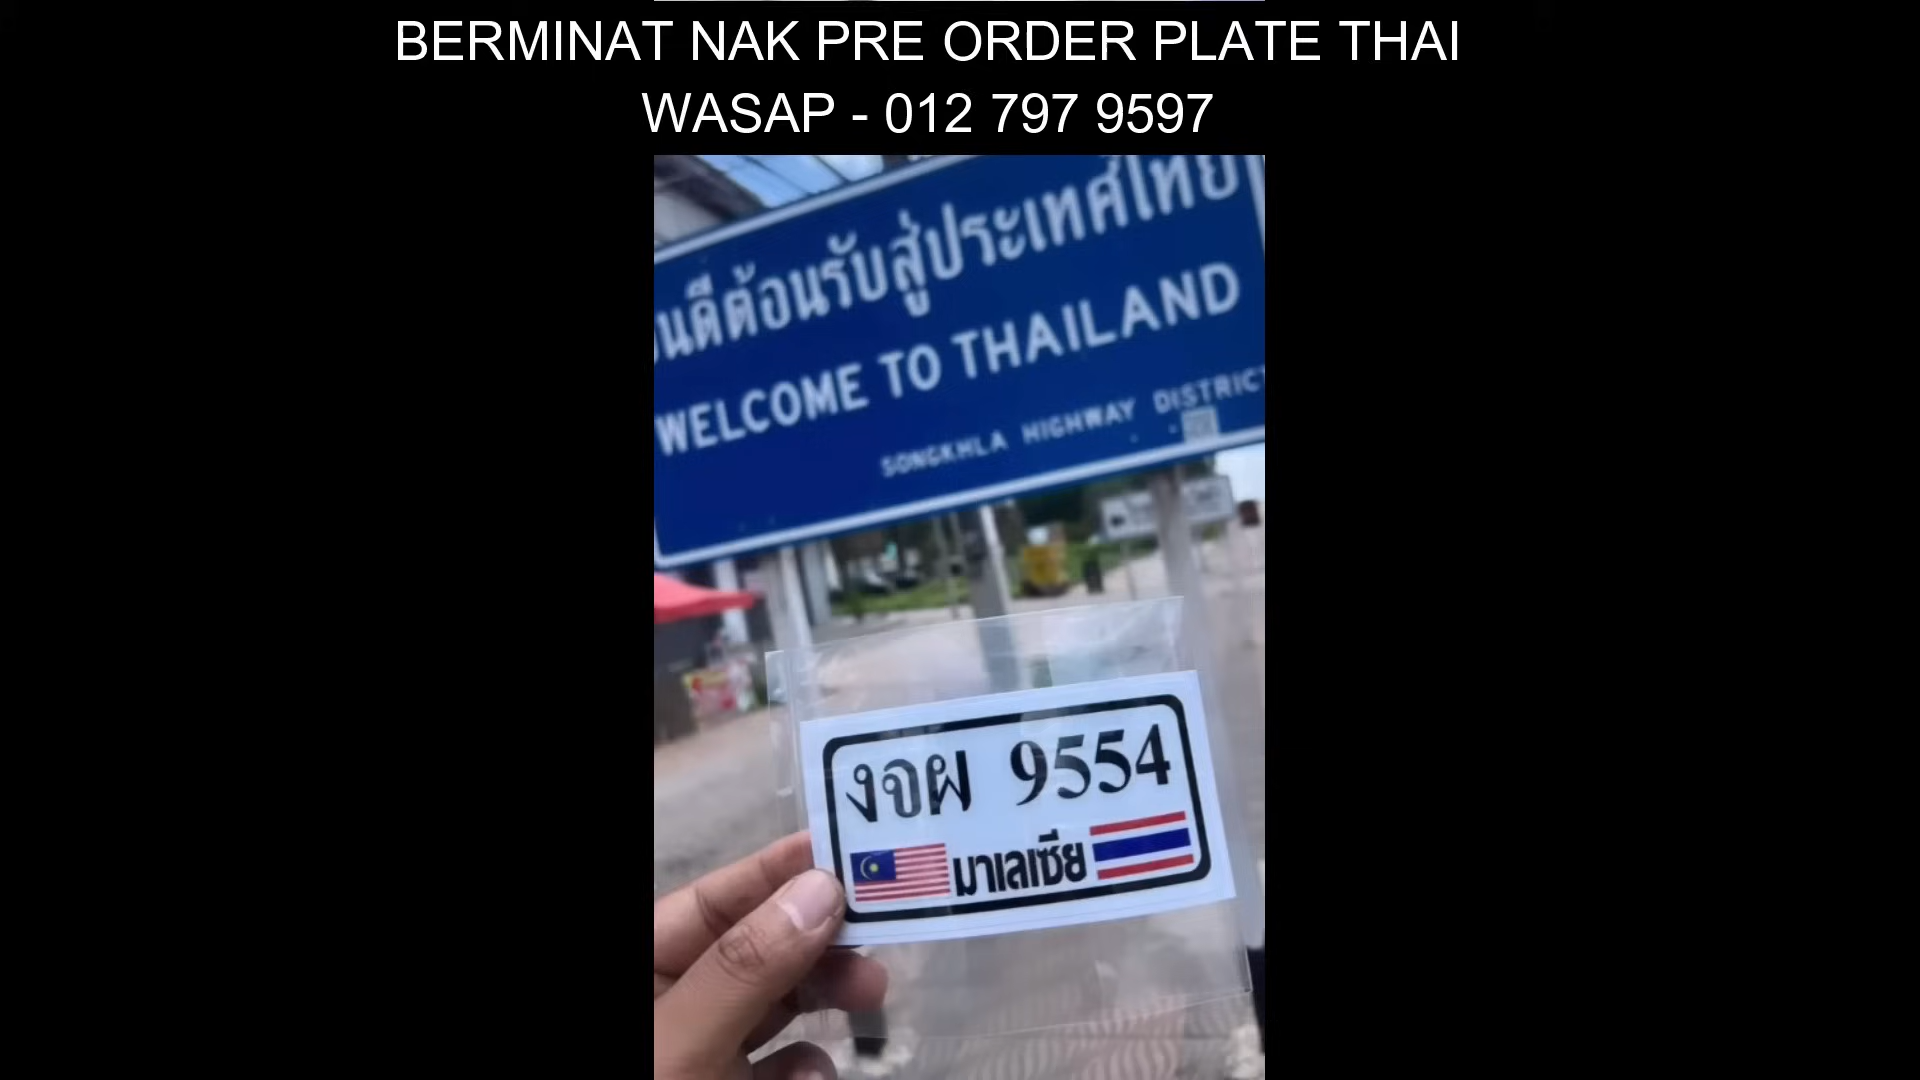 BERMINAT NAK PRE ORDER PLATE THAI
WASAP - 012 797 9597
นดีต้อนรับสู่ประเทศไทย
WELCOME TO THAILAND
SONGKHLA HIGHWAY DISTRICT
งจผ 9554
มาเลเซีย